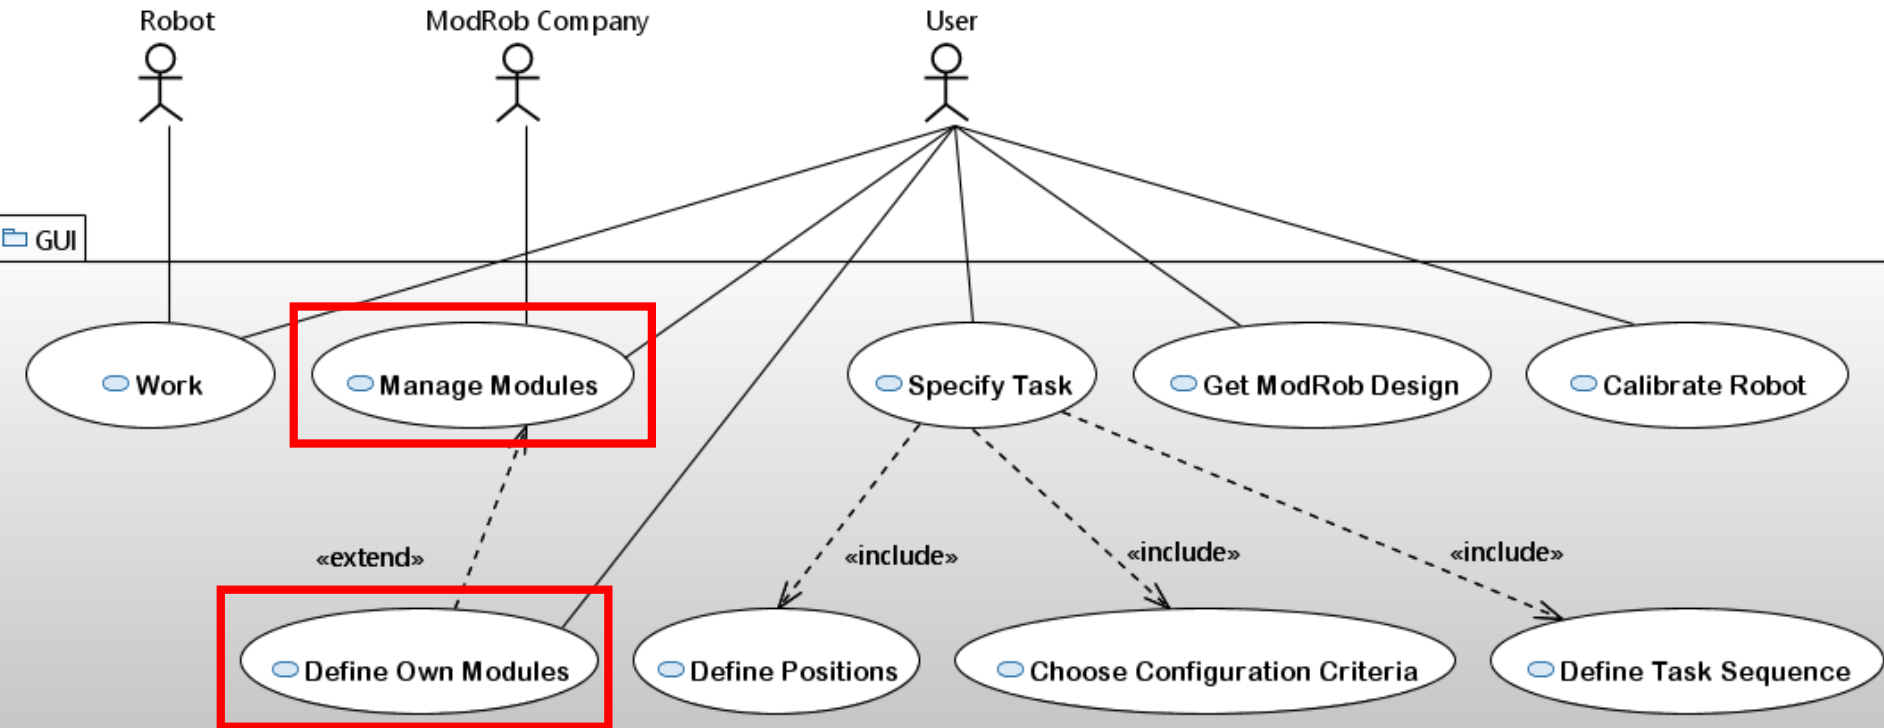 Robot
ModRob Company
User
GUI
Work
Manage Modules
Specify Task
Get ModRob Design
Calibrate Robot
«extend»
«include»
«include»
«include»
Define Own Modules
Define Positions
Choose Configuration Criteria
Define Task Sequence